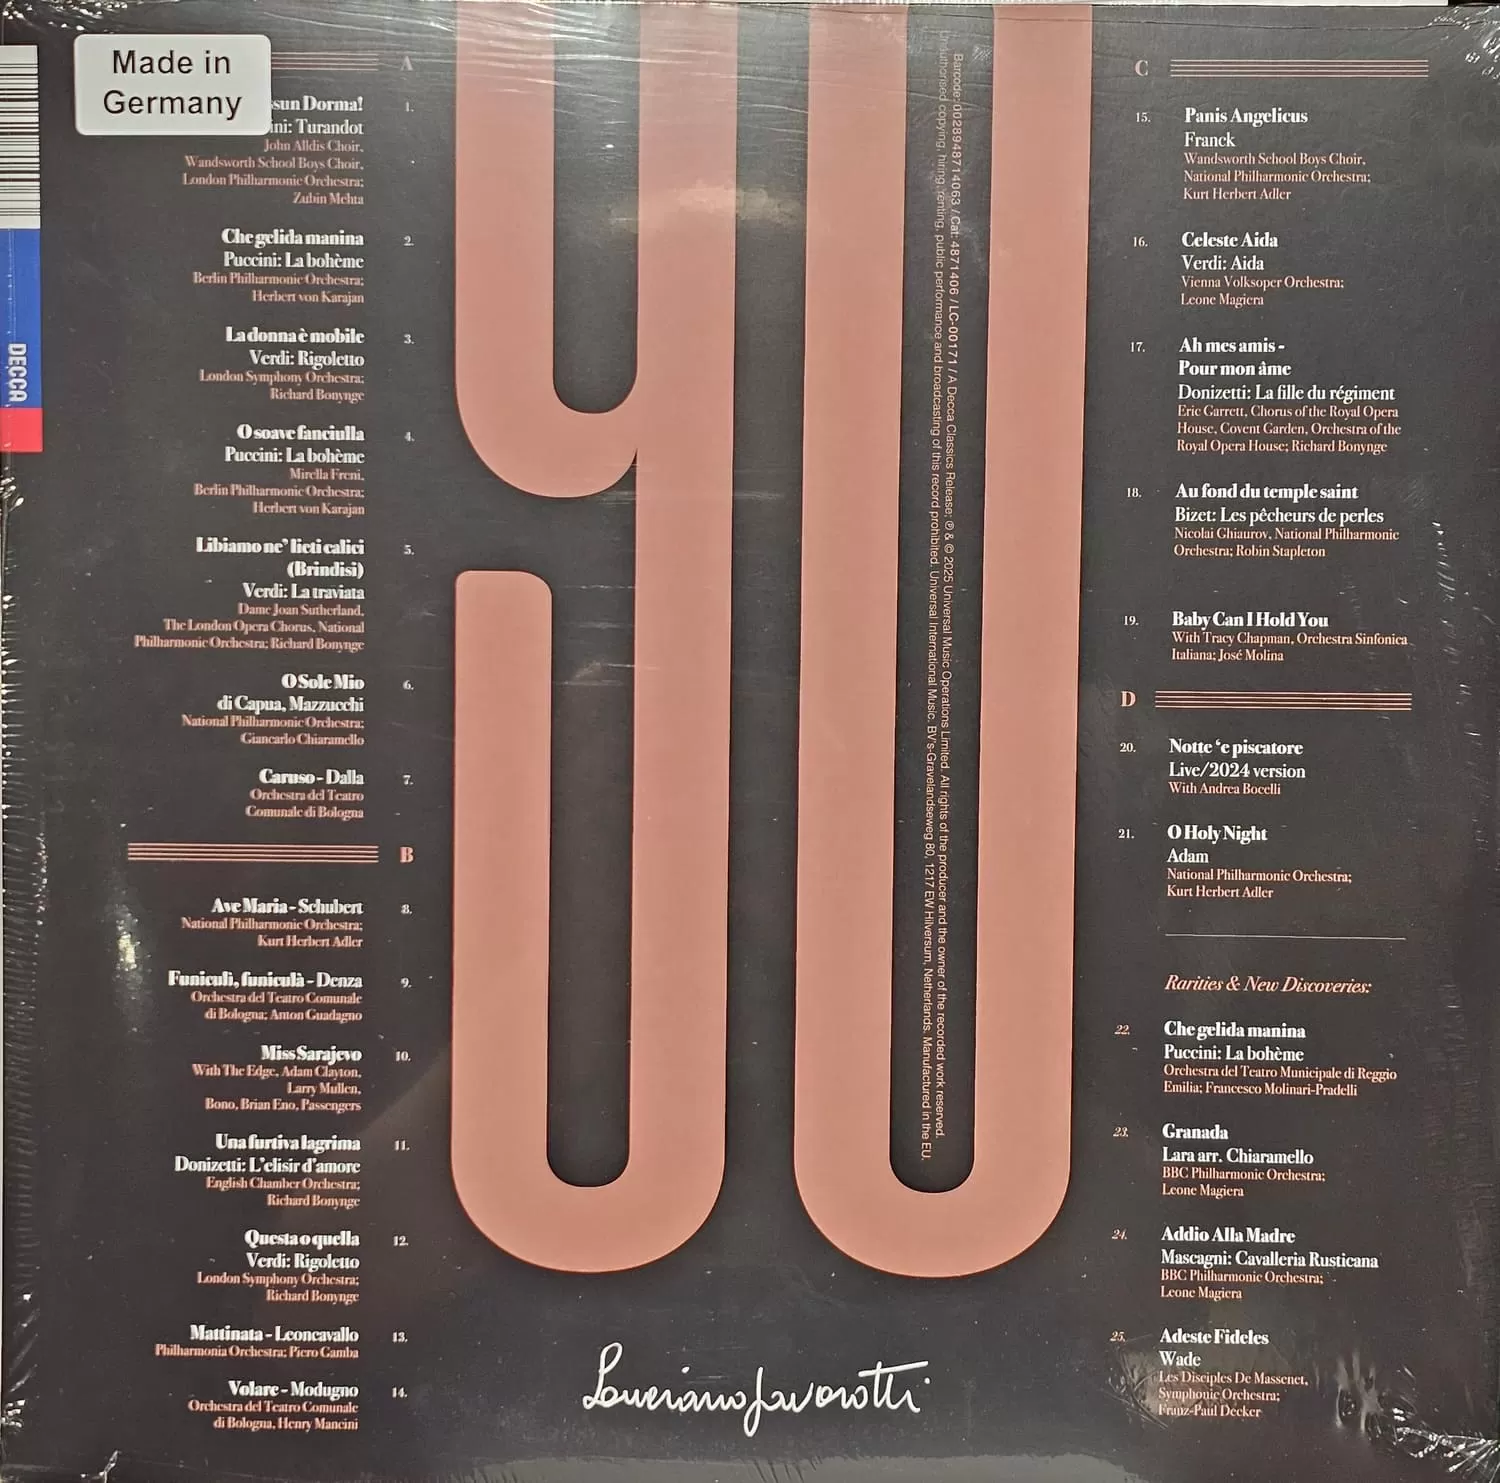 Made in
Germany
DECCA
A
1.
sun Dorma!
ini: Turandot
John Alldis Choir,
Wandsworth School Boys Choir,
London Philharmonic Orchestra;
Zubin Mehta
2.
Che gelida manina
Puccini: La bohème
Berlin Philharmonic Orchestra;
Herbert von Karajan
3.
La donna è mobile
Verdi: Rigoletto
London Symphony Orchestra;
Richard Bonynge
4.
O soave fanciulla
Puccini: La bohème
Mirella Freni,
Berlin Philharmonic Orchestra;
Herbert von Karajan
5.
Libiamo ne' lieti calici
(Brindisi)
Verdi: La traviata
Dame Joan Sutherland,
The London Opera Chorus, National
Philharmonic Orchestra; Richard Bonynge
6.
O Sole Mio
di Capua, Mazzucchi
National Philharmonic Orchestra;
Giancarlo Chiaramello
7.
Caruso - Dalla
Orchestra del Teatro
Comunale di Bologna
B
8.
Ave Maria - Schubert
National Philharmonic Orchestra;
Kurt Herbert Adler
9.
Funiculì, funiculà - Denza
Orchestra del Teatro Comunale
di Bologna; Anton Guadagno
10.
Miss Sarajevo
With The Edge, Adam Clayton,
Larry Mullen,
Bono, Brian Eno, Passengers
11.
Una furtiva lagrima
Donizetti: L'elisir d'amore
English Chamber Orchestra;
Richard Bonynge
12.
Questa o quella
Verdi: Rigoletto
London Symphony Orchestra;
Richard Bonynge
13.
Mattinata - Leoncavallo
Philharmonia Orchestra; Piero Gamba
14.
Volare - Modugno
Orchestra del Teatro Comunale
di Bologna, Henry Mancini
90
Barcode: 0028948714063 / Cat: 4871406 / LC-00171 / A Decca Classics Release; ℗ & © 2025 Universal Music Operations Limited. All rights of the producer and the owner of the recorded work reserved.
Unauthorised copying, hiring, renting, public performance and broadcasting of this record prohibited. Universal International Music. BV's-Gravelandseweg 80, 1217 EW Hilversum, Netherlands. Manufactured in the EU.
Luciano Pavarotti
C
15.
Panis Angelicus
Franck
Wandsworth School Boys Choir,
National Philharmonic Orchestra;
Kurt Herbert Adler
16.
Celeste Aida
Verdi: Aida
Vienna Volksoper Orchestra;
Leone Magiera
17.
Ah mes amis -
Pour mon âme
Donizetti: La fille du régiment
Eric Garrett, Chorus of the Royal Opera
House, Covent Garden, Orchestra of the
Royal Opera House; Richard Bonynge
18.
Au fond du temple saint
Bizet: Les pêcheurs de perles
Nicolai Ghiaurov, National Philharmonic
Orchestra; Robin Stapleton
19.
Baby Can I Hold You
With Tracy Chapman, Orchestra Sinfonica
Italiana; José Molina
D
20.
Notte 'e piscatore
Live/2024 version
With Andrea Bocelli
21.
O Holy Night
Adam
National Philharmonic Orchestra;
Kurt Herbert Adler
Rarities & New Discoveries:
22.
Che gelida manina
Puccini: La bohème
Orchestra del Teatro Municipale di Reggio
Emilia; Francesco Molinari-Pradelli
23.
Granada
Lara arr. Chiaramello
BBC Philharmonic Orchestra;
Leone Magiera
24.
Addio Alla Madre
Mascagni: Cavalleria Rusticana
BBC Philharmonic Orchestra;
Leone Magiera
25.
Adeste Fideles
Wade
Les Disciples De Massenet,
Symphonic Orchestra;
Franz-Paul Decker